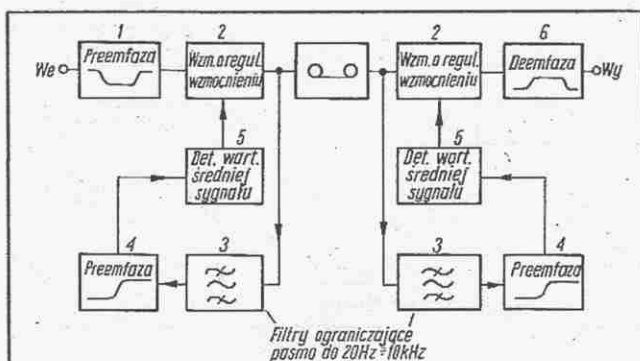 1
2
2
6
We
Preemfaza
Wzm. o regul.
wzmocnieniu
Wzm. o regul.
wzmocnieniu
Deemfaza
Wy
5
5
Det. wart.
średniej
sygnału
Det. wart.
średniej
sygnału
4
3
3
4
Preemfaza
Preemfaza
Filtry ograniczające
pasmo do 20Hz÷10kHz